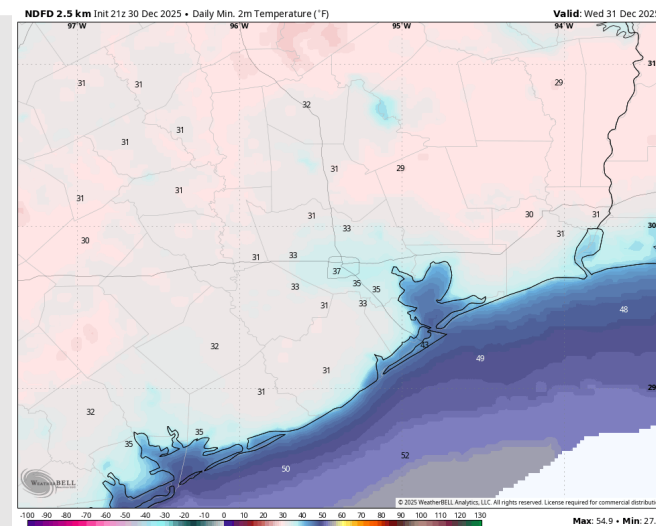 NDFD 2.5 km Init 21z 30 Dec 2025 • Daily Min. 2m Temperature (°F)
Valid: Wed 31 Dec 2025
97°W 96°W 95°W 94°W
31
31 31 29
32
31 31
31 29
31 31
31 33 30 31
30 31
31 33
37
33 35 35
31 33
48
43
32 49
31
31
29
32
35 35
50 52
WeatherBELL
© 2025 WeatherBELL Analytics, LLC. All rights reserved. License required for commercial
-100 -90 -80 -70 -60 -50 -40 -30 -20 -10 0 10 20 30 40 50 60 70 80 90 100 110 120 130
Max: 54.9 • Min: 27.